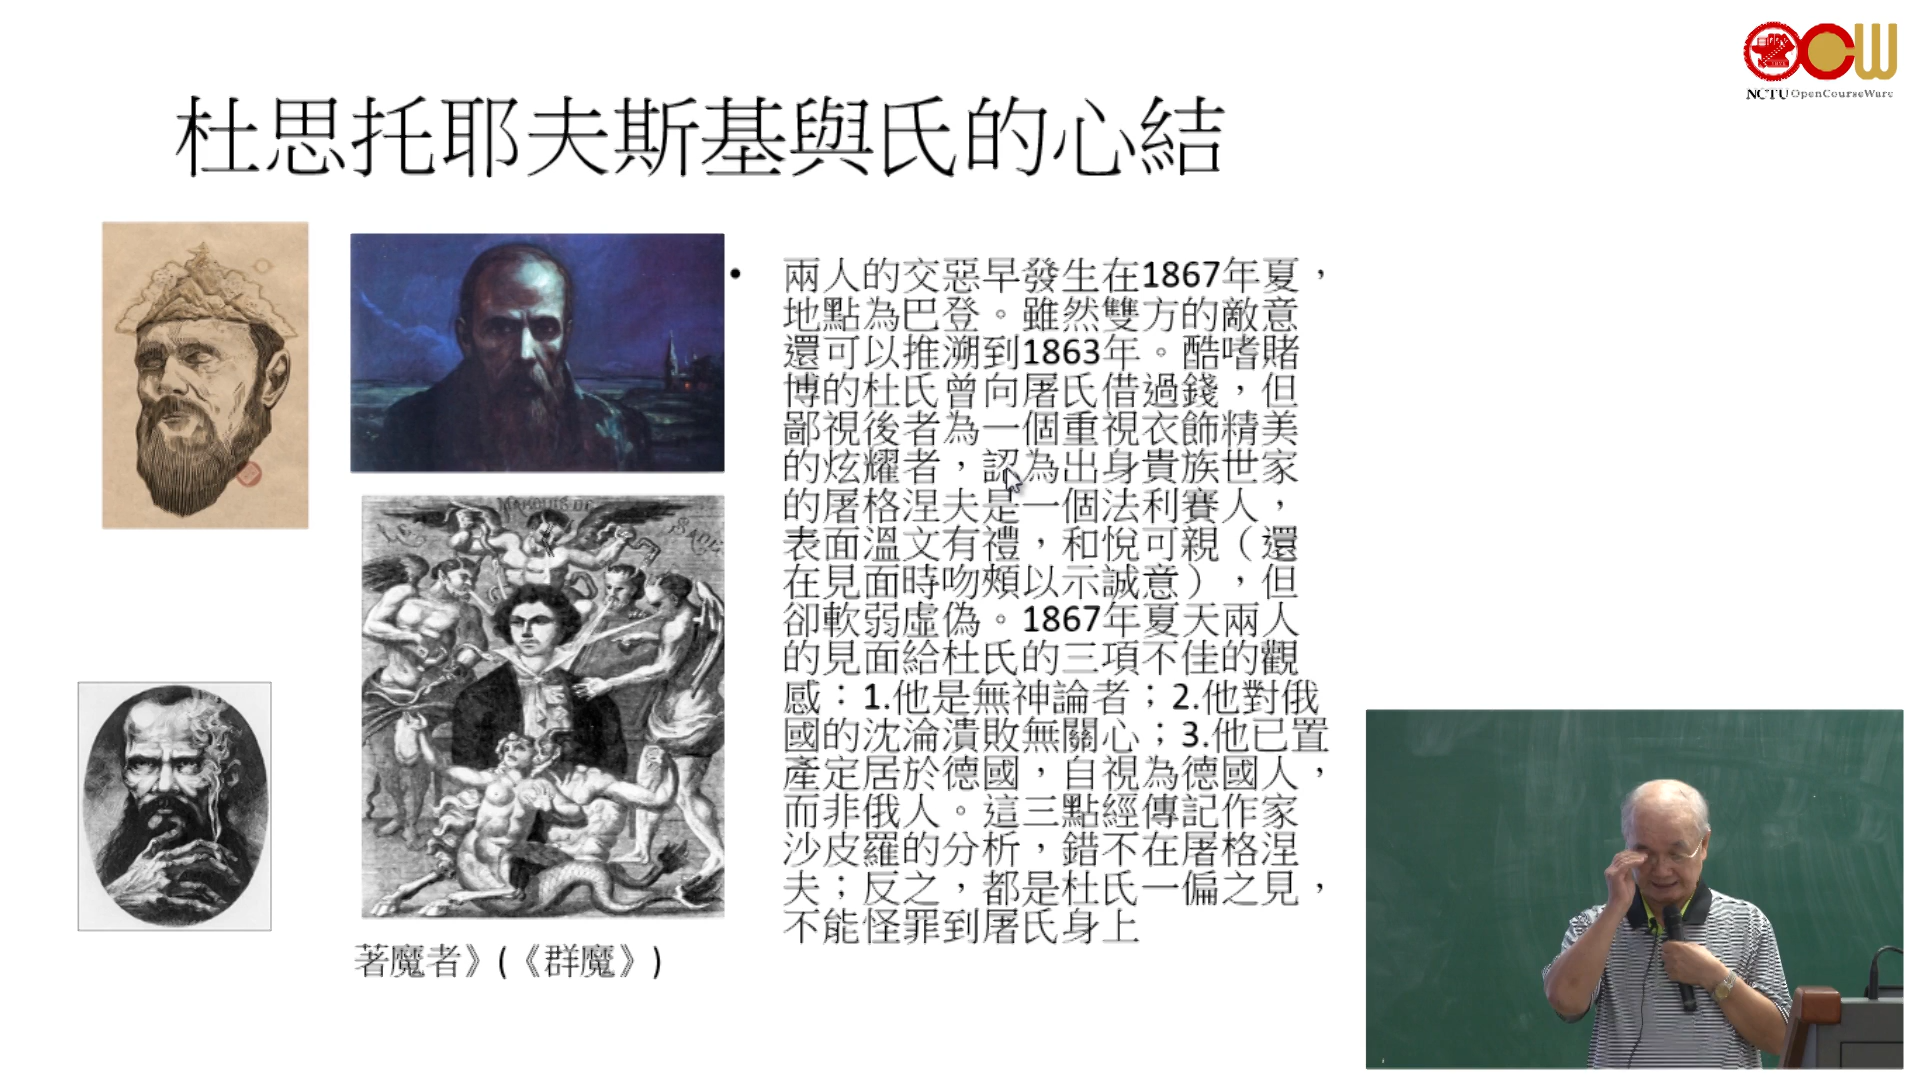 NCTU OpenCourseWare
杜思托耶夫斯基與氏的心結
• 兩人的交惡早發生在1867年夏，
地點為巴登。雖然雙方的敵意
還可以推溯到1863年。酷嗜賭
博的杜氏曾向屠氏借過錢，但
鄙視後者為一個重視衣飾精美
的炫耀者，認為出身貴族世家
的屠格涅夫是一個法利賽人，
表面溫文有禮，和悅可親（還
在見面時吻頰以示誠意），但
卻軟弱虛偽。1867年夏天兩人
的見面給杜氏的三項不佳的觀
感：1.他是無神論者；2.他對俄
國的沈淪潰敗無關心；3.他已置
產定居於德國，自視為德國人，
而非俄人。這三點經傳記作家
沙皮羅的分析，錯不在屠格涅
夫；反之，都是杜氏一偏之見，
不能怪罪到屠氏身上
LE MARQUIS DE SADE
著魔者》(《群魔》)